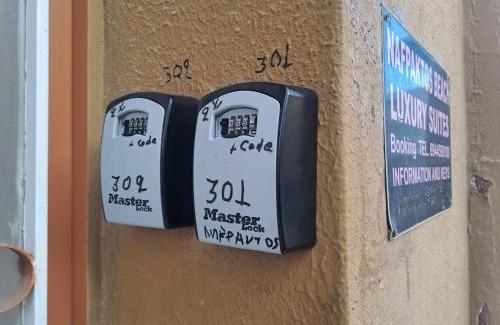 302
301
+ Code
302
Master
Lock
+ Code
301
Master
Lock
NAFPAKTOS
NAFPAKTOS BEACH
LUXURY SUITES
Booking TEL.
INFORMATION AND KEYS